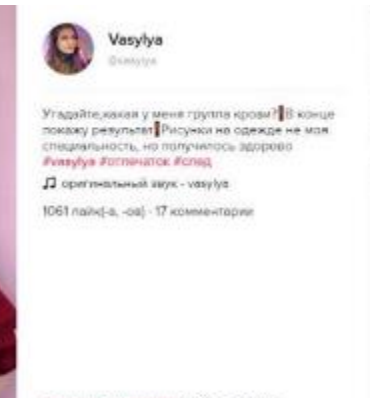 Vasylya
@vasylya
Угадайте,какая у меня группа крови? В конце
покажу результат Рисунки на одежде не моя
специальность, но получилось здорово
#vasylya #отпечаток #след
оригинальный звук - vasylya
1061 лайк(-а, -ов) · 17 комментарии